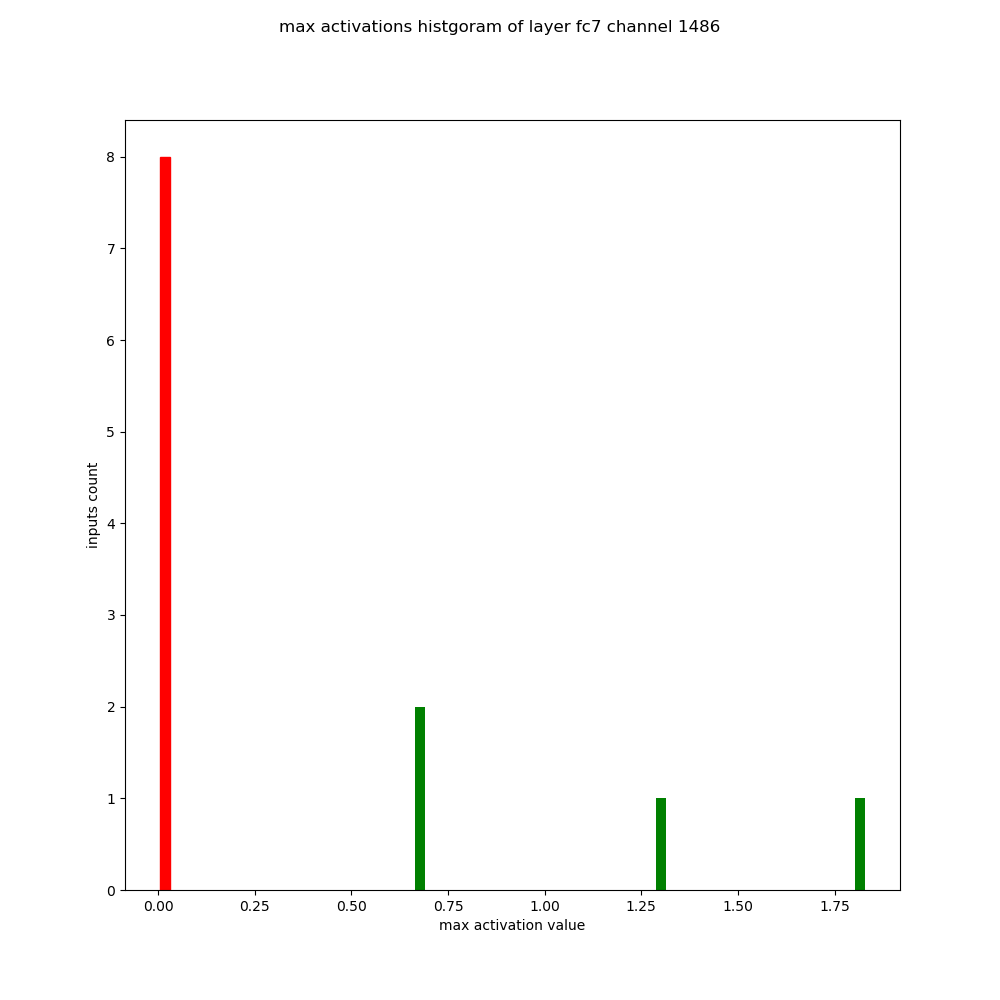 max activations histgoram of layer fc7 channel 1486
8
7
6
5
4
3
2
1
0
inputs count
0.00 0.25 0.50 0.75 1.00 1.25 1.50 1.75
max activation value